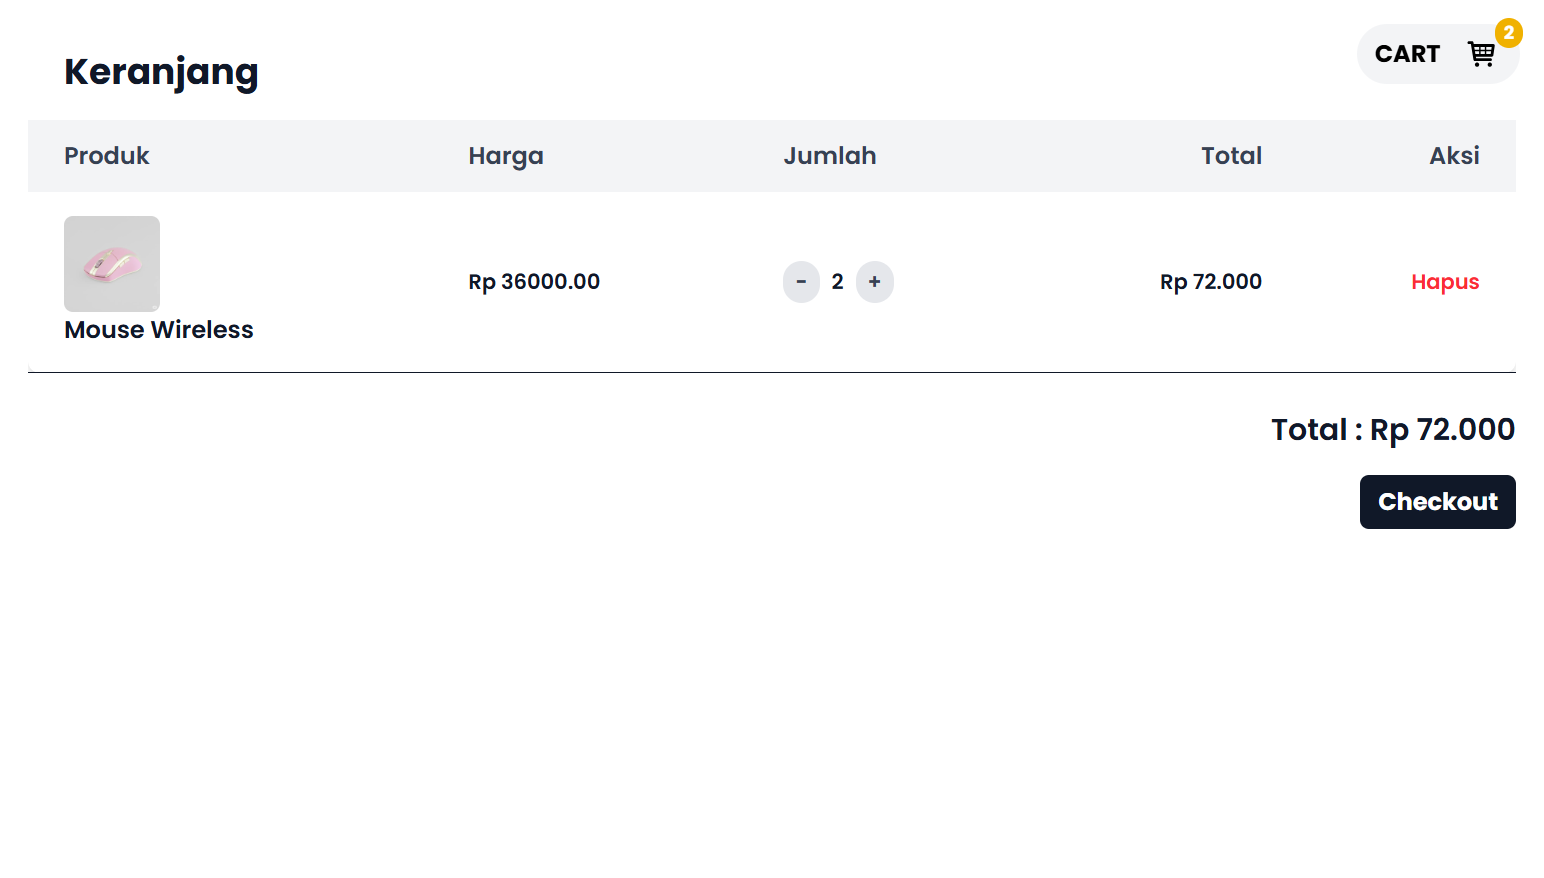 Keranjang
CART
2
Produk Harga Jumlah Total Aksi
Rp 36000.00 - 2 + Rp 72.000 Hapus
Mouse Wireless
Total : Rp 72.000
Checkout